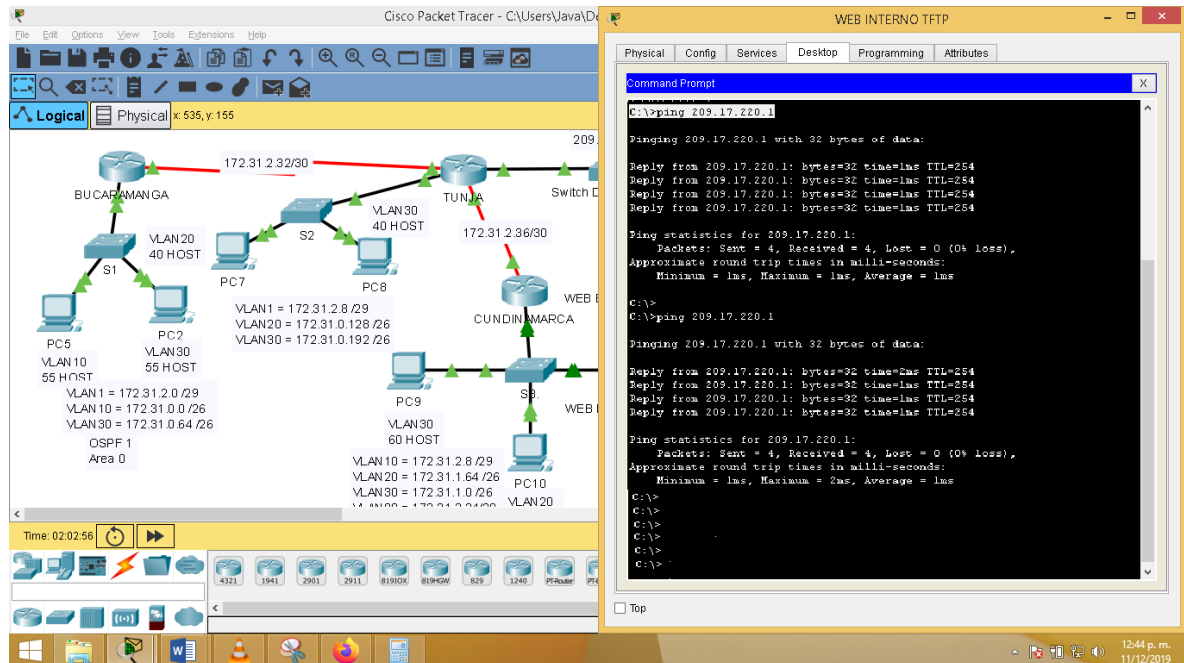 Cisco Packet Tracer - C:\Users\Java\De
File Edit Options View Tools Extensions Help
Logical
Physical
x: 535, y: 155
209.
172.31.2.32/30
BUCARAMANGA
TUNJA
Switch D
VLAN30
40 HOST
S2
172.31.2.36/30
VLAN20
40 HOST
S1
PC7
PC8
WEB E
CUNDINAMARCA
VLAN1 = 172.31.2.8 /29
VLAN20 = 172.31.0.128 /26
VLAN30 = 172.31.0.192 /26
PC5
PC2
VLAN10
55 HOST
VLAN30
55 HOST
VLAN 1 = 172.31.2.0 /29
VLAN 10 = 172.31.0.0 /26
VLAN30 = 172.31.0.64 /26
OSPF 1
Area 0
PC9
S3.
WEB
VLAN30
60 HOST
VLAN 10 = 172.31.2.8 /29
VLAN 20 = 172.31.1.64 /26
VLAN 30 = 172.31.1.0 /26
PC10
VLAN20
Time: 02:02:56
4321
1941
2901
2911
819IOX
819HGW
829
1240
PT-Router
WEB INTERNO TFTP
Physical
Config
Services
Desktop
Programming
Attributes
Command Prompt
X
C:\>ping 209.17.220.1
Pinging 209.17.220.1 with 32 bytes of data:
Reply from 209.17.220.1: bytes=32 time=1ms TTL=254
Reply from 209.17.220.1: bytes=32 time=1ms TTL=254
Reply from 209.17.220.1: bytes=32 time=1ms TTL=254
Reply from 209.17.220.1: bytes=32 time=1ms TTL=254
Ping statistics for 209.17.220.1:
Packets: Sent = 4, Received = 4, Lost = 0 (0% loss),
Approximate round trip times in milli-seconds:
Minimum = 1ms, Maximum = 1ms, Average = 1ms
C:\>
C:\>ping 209.17.220.1
Pinging 209.17.220.1 with 32 bytes of data:
Reply from 209.17.220.1: bytes=32 time=2ms TTL=254
Reply from 209.17.220.1: bytes=32 time=1ms TTL=254
Reply from 209.17.220.1: bytes=32 time=1ms TTL=254
Reply from 209.17.220.1: bytes=32 time=1ms TTL=254
Ping statistics for 209.17.220.1:
Packets: Sent = 4, Received = 4, Lost = 0 (0% loss),
Approximate round trip times in milli-seconds:
Minimum = 1ms, Maximum = 2ms, Average = 1ms
C:\>
C:\>
C:\>
C:\>
C:\>
C:\>
Top
12:44 p. m.
11/12/2019